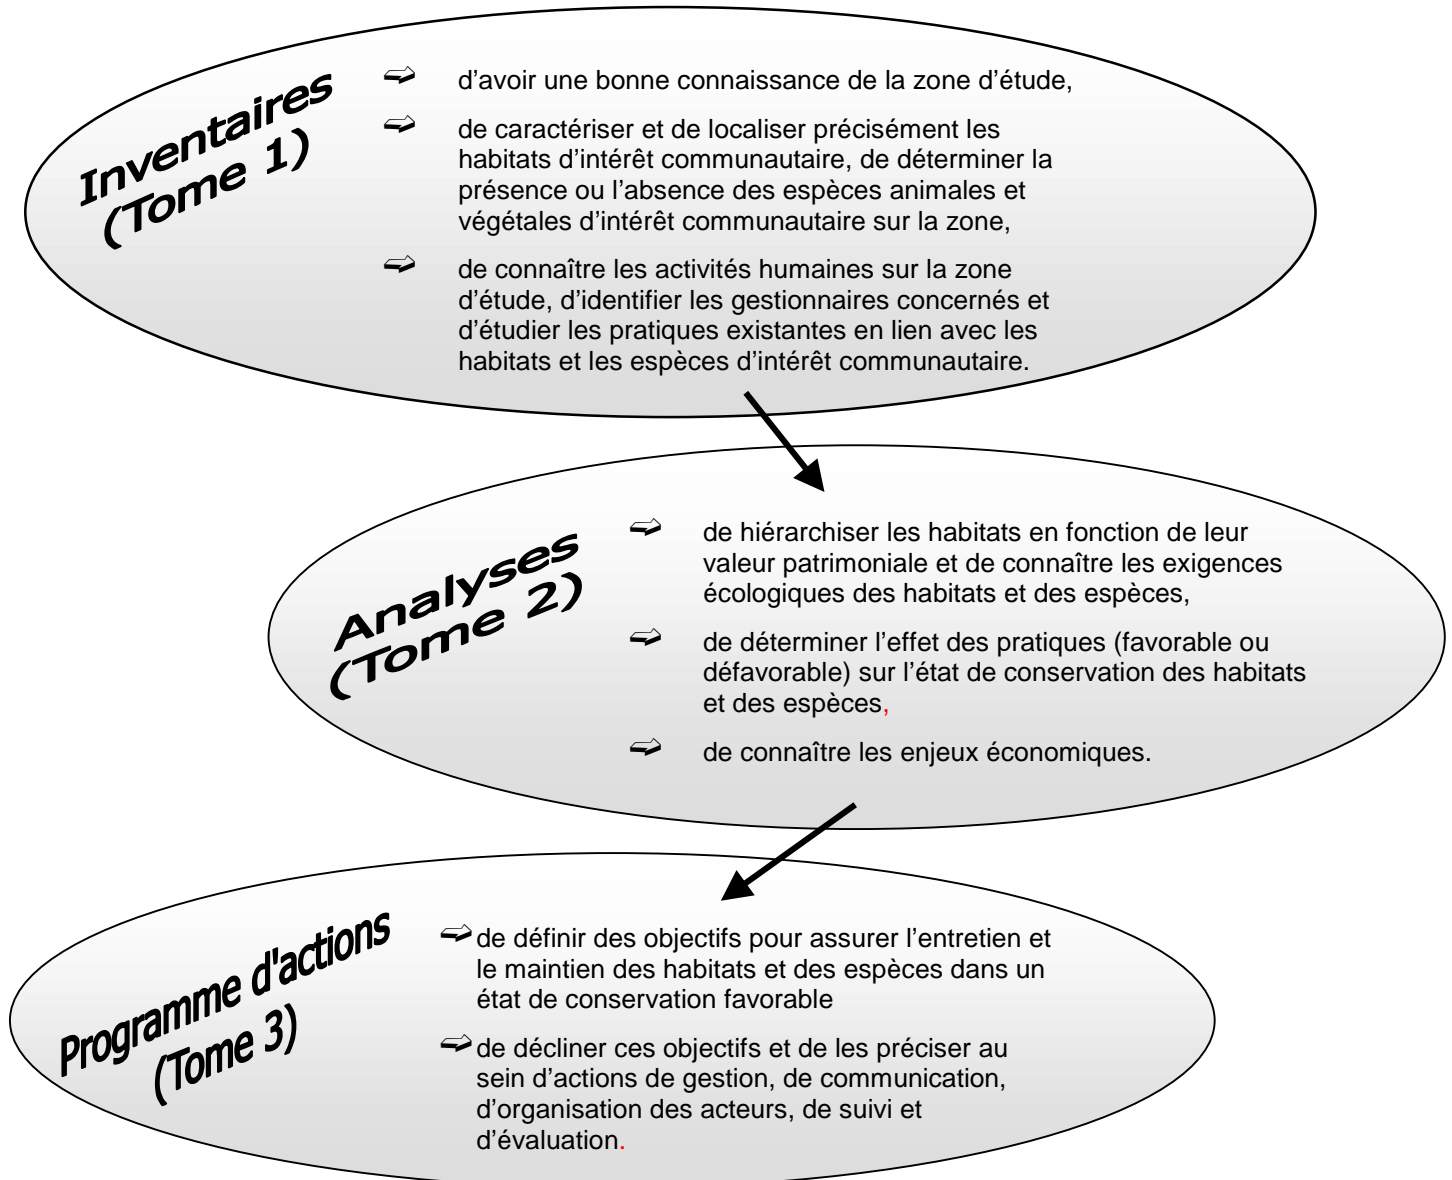 Inventaires
(Tome 1)
➫ d’avoir une bonne connaissance de la zone d’étude,
➫ de caractériser et de localiser précisément les
habitats d’intérêt communautaire, de déterminer la
présence ou l’absence des espèces animales et
végétales d’intérêt communautaire sur la zone,
➫ de connaître les activités humaines sur la zone
d’étude, d’identifier les gestionnaires concernés et
d’étudier les pratiques existantes en lien avec les
habitats et les espèces d’intérêt communautaire.
Analyses
(Tome 2)
➫ de hiérarchiser les habitats en fonction de leur
valeur patrimoniale et de connaître les exigences
écologiques des habitats et des espèces,
➫ de déterminer l’effet des pratiques (favorable ou
défavorable) sur l’état de conservation des habitats
et des espèces,
➫ de connaître les enjeux économiques.
Programme d'actions
(Tome 3)
➫ de définir des objectifs pour assurer l’entretien et
le maintien des habitats et des espèces dans un
état de conservation favorable
➫ de décliner ces objectifs et de les préciser au
sein d’actions de gestion, de communication,
d’organisation des acteurs, de suivi et
d’évaluation.